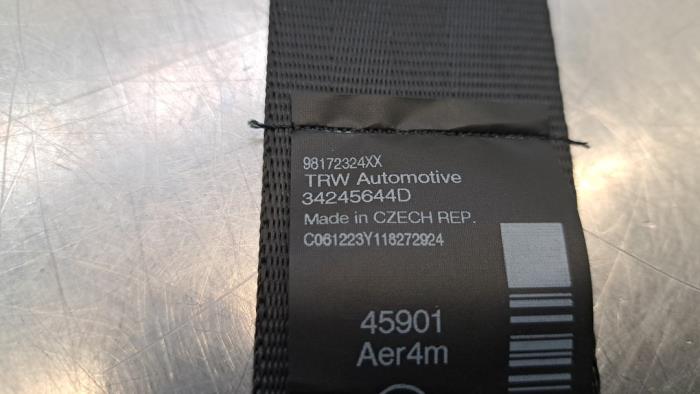 98172324XX
TRW Automotive
34245644D
Made in CZECH REP.
C061223Y118272924
45901
Aer4m